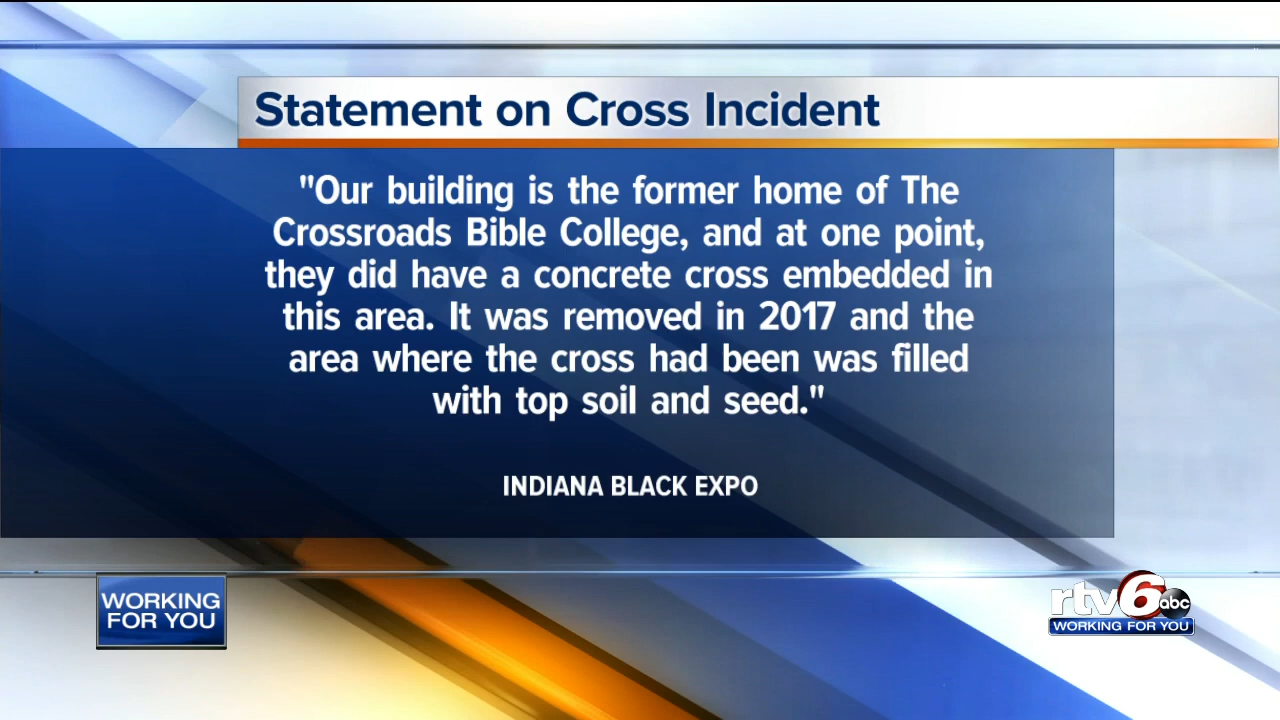 Statement on Cross Incident
"Our building is the former home of The
Crossroads Bible College, and at one point,
they did have a concrete cross embedded in
this area. It was removed in 2017 and the
area where the cross had been was filled
with top soil and seed."
INDIANA BLACK EXPO
WORKING
FOR YOU
rtv6 abc
WORKING FOR YOU